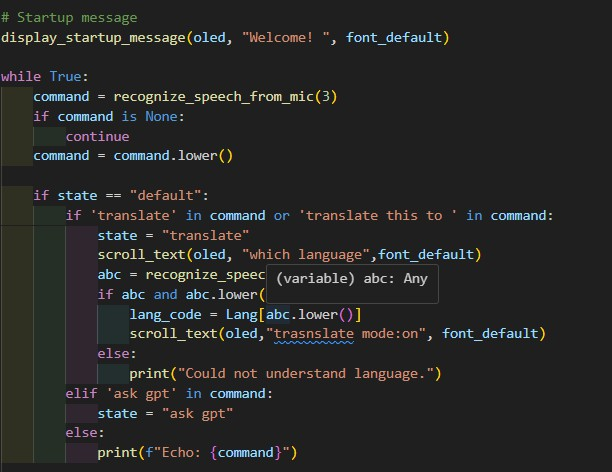 # Startup message
display_startup_message(oled, "Welcome! ", font_default)
while True:
    command = recognize_speech_from_mic(3)
    if command is None:
        continue
    command = command.lower()
    if state == "default":
        if 'translate' in command or 'translate this to ' in command:
            state = "translate"
            scroll_text(oled, "which language",font_default)
            abc = recognize_speec
(variable) abc: Any
            if abc and abc.lower(
                lang_code = Lang[abc.lower()]
                scroll_text(oled,"trasnslate mode:on", font_default)
            else:
                print("Could not understand language.")
        elif 'ask gpt' in command:
            state = "ask gpt"
        else:
            print(f"Echo: {command}")